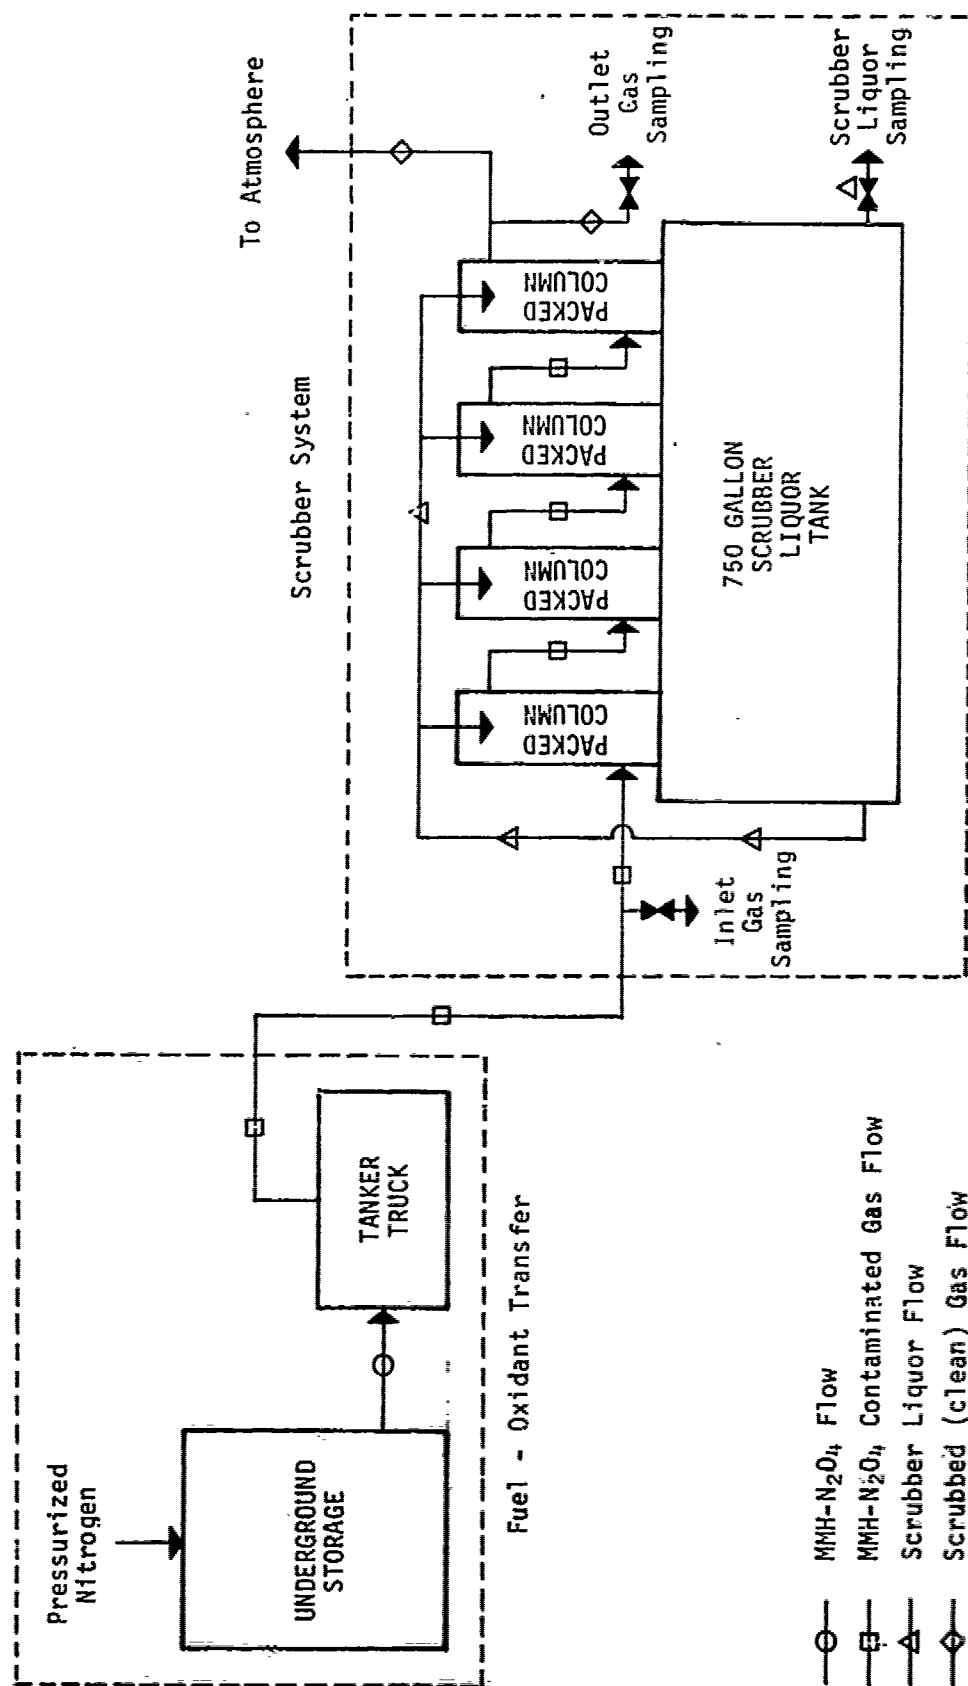 Pressurized
Nitrogen
UNDERGROUND
STORAGE
TANKER
TRUCK
Fuel - Oxidant Transfer
Scrubber System
To Atmosphere
PACKED
COLUMN
PACKED
COLUMN
PACKED
COLUMN
PACKED
COLUMN
750 GALLON
SCRUBBER
LIQUOR
TANK
Inlet
Gas
Sampling
Outlet
Gas
Sampling
Scrubber
Liquor
Sampling
MMH-N₂O₄ Flow
MMH-N₂O₄ Contaminated Gas Flow
Scrubber Liquor Flow
Scrubbed (clean) Gas Flow